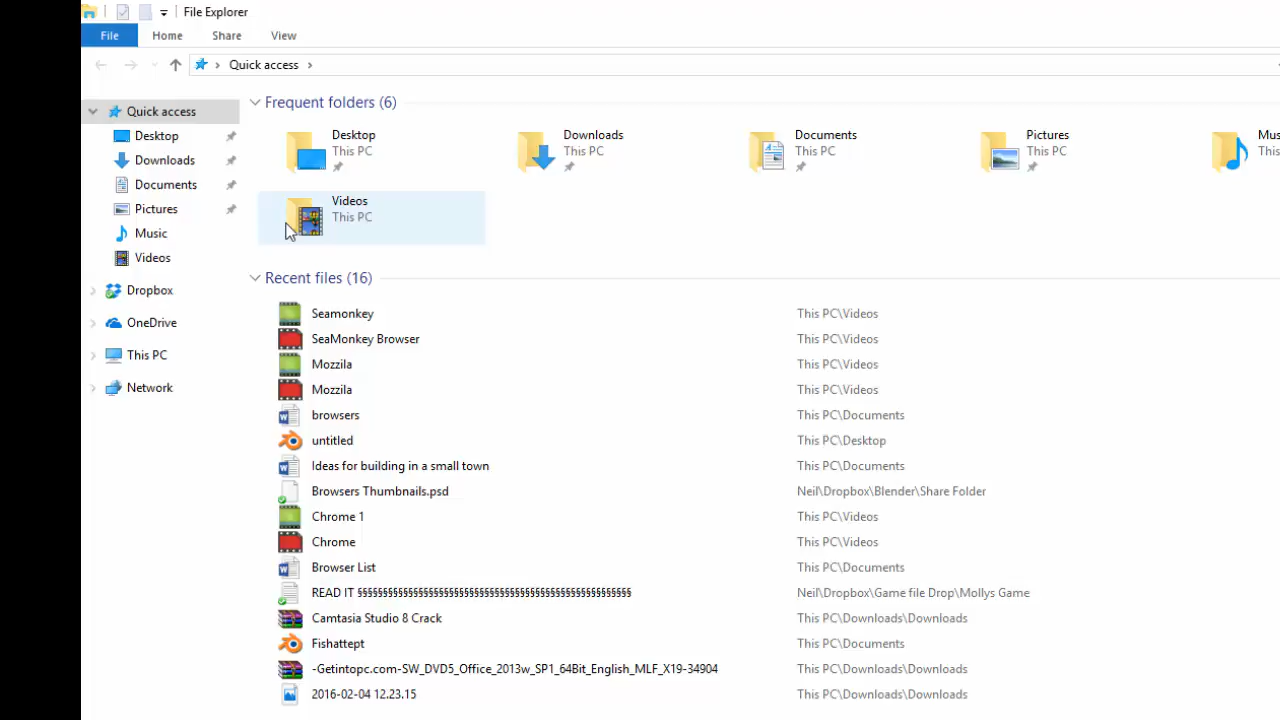 File Explorer
File Home Share View
Quick access
Quick access
Desktop
Downloads
Documents
Pictures
Music
Videos
Dropbox
OneDrive
This PC
Network
Frequent folders (6)
Desktop
This PC
Downloads
This PC
Documents
This PC
Pictures
This PC
Mus
This
Videos
This PC
Recent files (16)
Seamonkey This PC\Videos
SeaMonkey Browser This PC\Videos
Mozzila This PC\Videos
Mozzila This PC\Videos
browsers This PC\Documents
untitled This PC\Desktop
Ideas for building in a small town This PC\Documents
Browsers Thumbnails.psd Neil\Dropbox\Blender\Share Folder
Chrome 1 This PC\Videos
Chrome This PC\Videos
Browser List This PC\Documents
READ IT Neil\Dropbox\Game file Drop\Mollys Game
Camtasia Studio 8 Crack This PC\Downloads\Downloads
Fishattept This PC\Documents
-Getintopc.com-SW_DVD5_Office_2013w_SP1_64Bit_English_MLF_X19-34904 This PC\Downloads\Downloads
2016-02-04 12.23.15 This PC\Downloads\Downloads